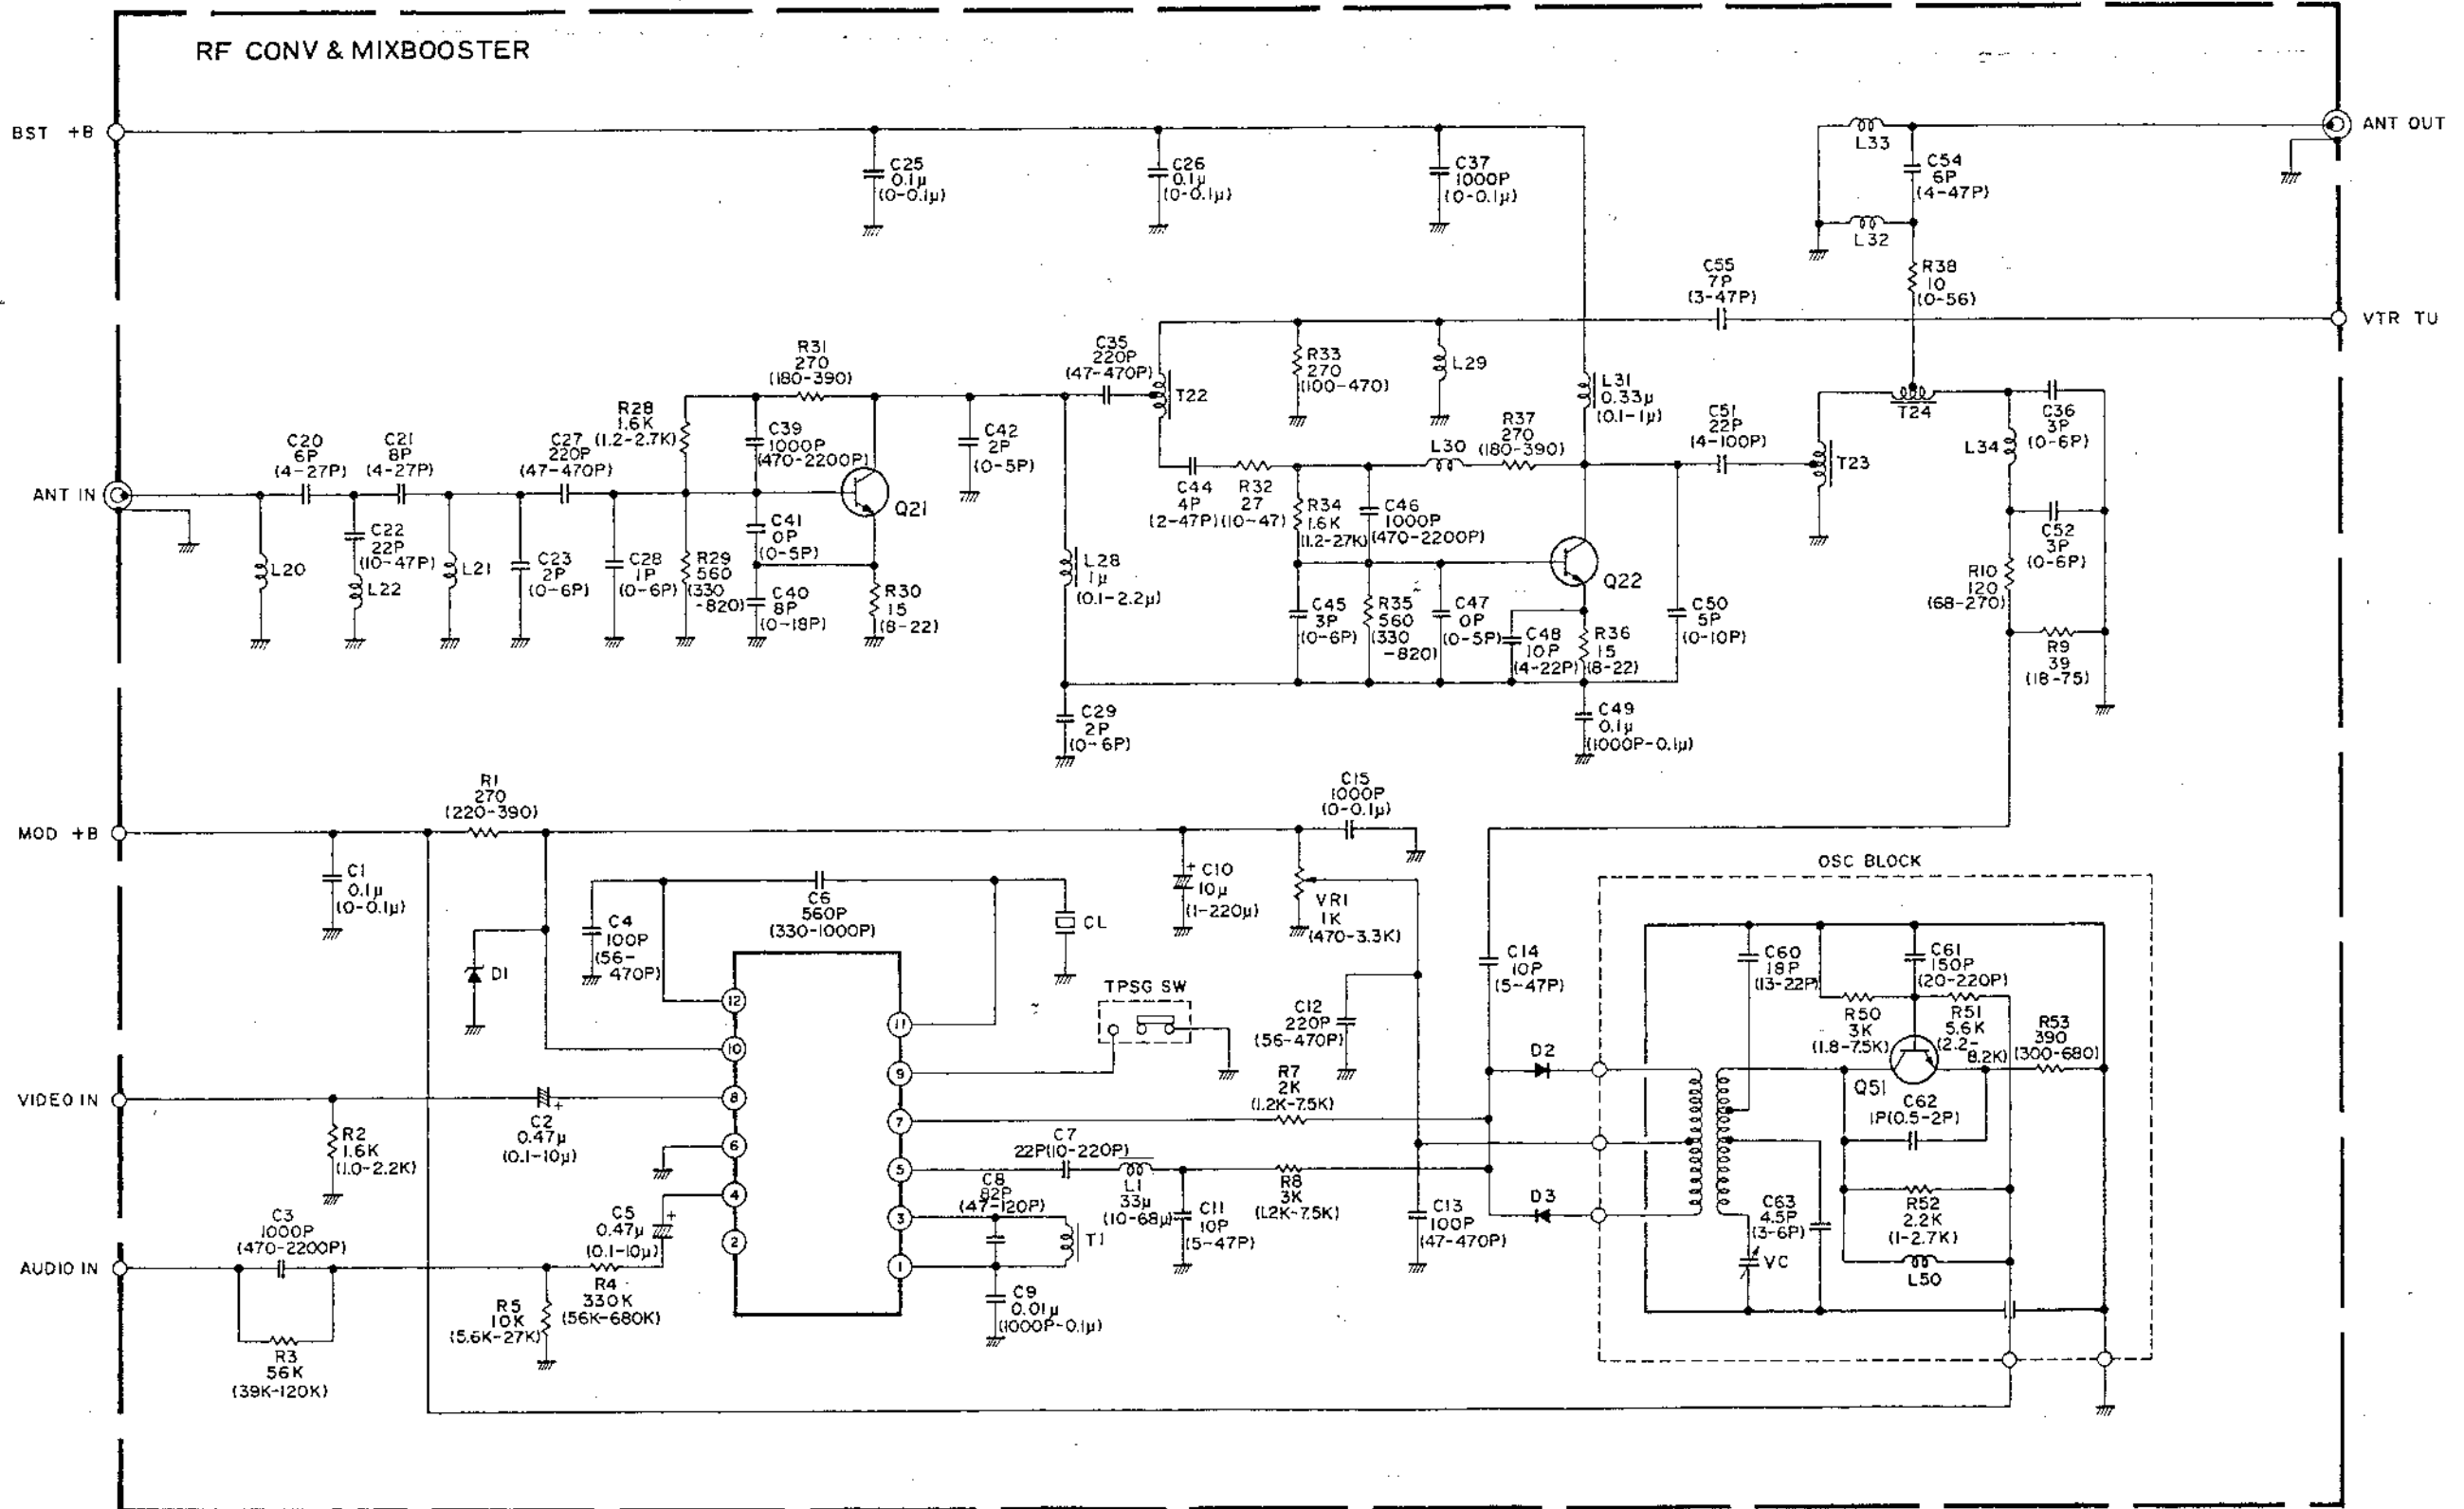 RF CONV & MIXBOOSTER
BST +B
ANT OUT
C25
0.1μ
(0-0.1μ)
C26
0.1μ
(0-0.1μ)
C37
1000P
(0-0.1μ)
L33
C54
6P
(4-47P)
L32
R38
10
(0-56)
C55
7P
(3-47P)
VTR TU
R31
270
(180-390)
C35
220P
(47-470P)
T22
R33
270
(100-470)
L29
L31
0.33μ
(0.1-1μ)
T24
C36
3P
(0-6P)
R28
1.6K
(1.2-2.7K)
C39
1000P
(470-2200P)
C42
2P
(0-5P)
L30
R37
270
(180-390)
C51
22P
(4-100P)
L34
T23
C20
6P
(4-27P)
C21
8P
(4-27P)
C27
220P
(47-470P)
ANT IN
Q21
C44
4P
(2-47P)
R32
27
(10-47)
R34
1.6K
(1.2-27K)
C46
1000P
(470-2200P)
C52
3P
(0-6P)
C22
22P
(10-47P)
L20
L22
L21
C23
2P
(0-6P)
C28
1P
(0-6P)
R29
560
(330
-820)
C41
0P
(0-5P)
C40
8P
(0-18P)
R30
15
(8-22)
L28
1μ
(0.1-2.2μ)
Q22
R10
120
(68-270)
C45
3P
(0-6P)
R35
560
(330
-820)
C47
0P
(0-5P)
C48
10P
(4-22P)
R36
15
(8-22)
C50
5P
(0-10P)
R9
39
(18-75)
C29
2P
(0-6P)
C49
0.1μ
(1000P-0.1μ)
MOD +B
R1
270
(220-390)
C15
1000P
(0-0.1μ)
C1
0.1μ
(0-0.1μ)
C4
100P
(56-
470P)
C6
560P
(330-1000P)
CL
+
C10
10μ
(1-220μ)
VR1
1K
(470-3.3K)
OSC BLOCK
D1
TPSG SW
C12
220P
(56-470P)
C14
10P
(5-47P)
C60
18P
(13-22P)
C61
150P
(20-220P)
R50
3K
(1.8-7.5K)
R51
5.6K
(2.2-
8.2K)
R53
390
(300-680)
12
11
10
9
8
7
6
5
4
3
2
1
VIDEO IN
R2
1.6K
(1.0-2.2K)
+
C2
0.47μ
(0.1-10μ)
R7
2K
(1.2K-7.5K)
D2
Q51
C62
1P(0.5-2P)
C7
22P(10-220P)
L1
33μ
(10-68μ)
C8
82P
(47-120P)
T1
C11
10P
(5-47P)
R8
3K
(1.2K-7.5K)
D3
C13
100P
(47-470P)
C63
4.5P
(3-6P)
R52
2.2K
(1-2.7K)
VC
L50
AUDIO IN
C3
1000P
(470-2200P)
R3
56K
(39K-120K)
C5
0.47μ
(0.1-10μ)
+
R4
330K
(56K-680K)
R5
10K
(5.6K-27K)
C9
0.01μ
(1000P-0.1μ)